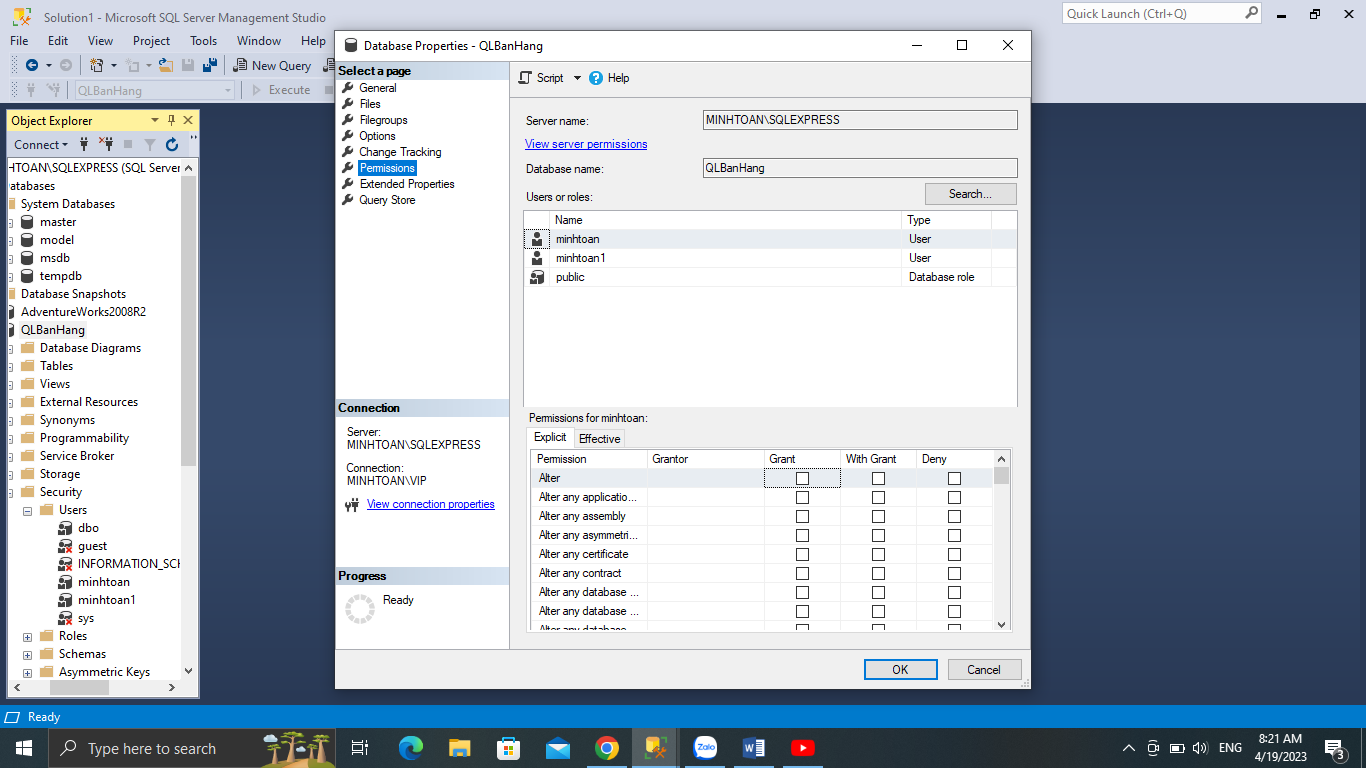 Solution1 - Microsoft SQL Server Management Studio
Quick Launch (Ctrl+Q)
File Edit View Project Tools Window Help
New Query
QLBanHang
Execute
Object Explorer
Connect
HTOAN\SQLEXPRESS (SQL Server
atabases
System Databases
master
model
msdb
tempdb
Database Snapshots
AdventureWorks2008R2
QLBanHang
Database Diagrams
Tables
Views
External Resources
Synonyms
Programmability
Service Broker
Storage
Security
Users
dbo
guest
INFORMATION_SCH
minhtoan
minhtoan1
sys
Roles
Schemas
Asymmetric Keys
Database Properties - QLBanHang
Select a page
General
Files
Filegroups
Options
Change Tracking
Permissions
Extended Properties
Query Store
Connection
Server:
MINHTOAN\SQLEXPRESS
Connection:
MINHTOAN\VIP
View connection properties
Progress
Ready
Script Help
Server name: MINHTOAN\SQLEXPRESS
View server permissions
Database name: QLBanHang
Users or roles: Search...
Name Type
minhtoan User
minhtoan1 User
public Database role
Permissions for minhtoan:
Explicit Effective
Permission Grantor Grant With Grant Deny
Alter
Alter any applicatio...
Alter any assembly
Alter any asymmetri...
Alter any certificate
Alter any contract
Alter any database ...
Alter any database ...
Alter any database
OK Cancel
Ready
Type here to search
Zalo
ENG
8:21 AM
4/19/2023
3